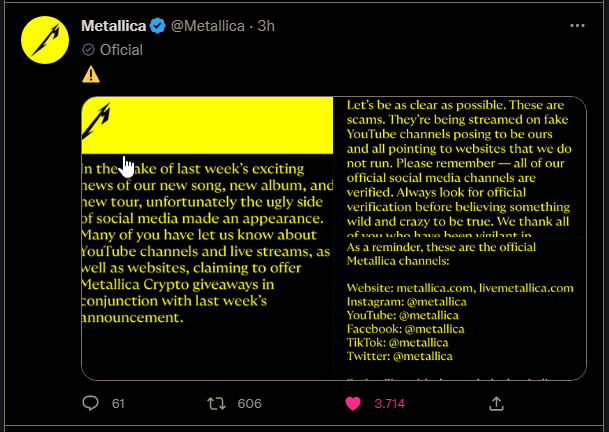 Metallica @Metallica · 3h
Oficial
In the wake of last week's exciting
news of our new song, new album, and
new tour, unfortunately the ugly side
of social media made an appearance.
Many of you have let us know about
YouTube channels and live streams, as
well as websites, claiming to offer
Metallica Crypto giveaways in
conjunction with last week's
announcement.
Let's be as clear as possible. These are
scams. They're being streamed on fake
YouTube channels posing to be ours
and all pointing to websites that we do
not run. Please remember — all of our
official social media channels are
verified. Always look for official
verification before believing something
wild and crazy to be true. We thank all
of you who have been vigilant in
As a reminder, these are the official
Metallica channels:
Website: metallica.com, livemetallica.com
Instagram: @metallica
YouTube: @metallica
Facebook: @metallica
TikTok: @metallica
Twitter: @metallica
61 606 3.714